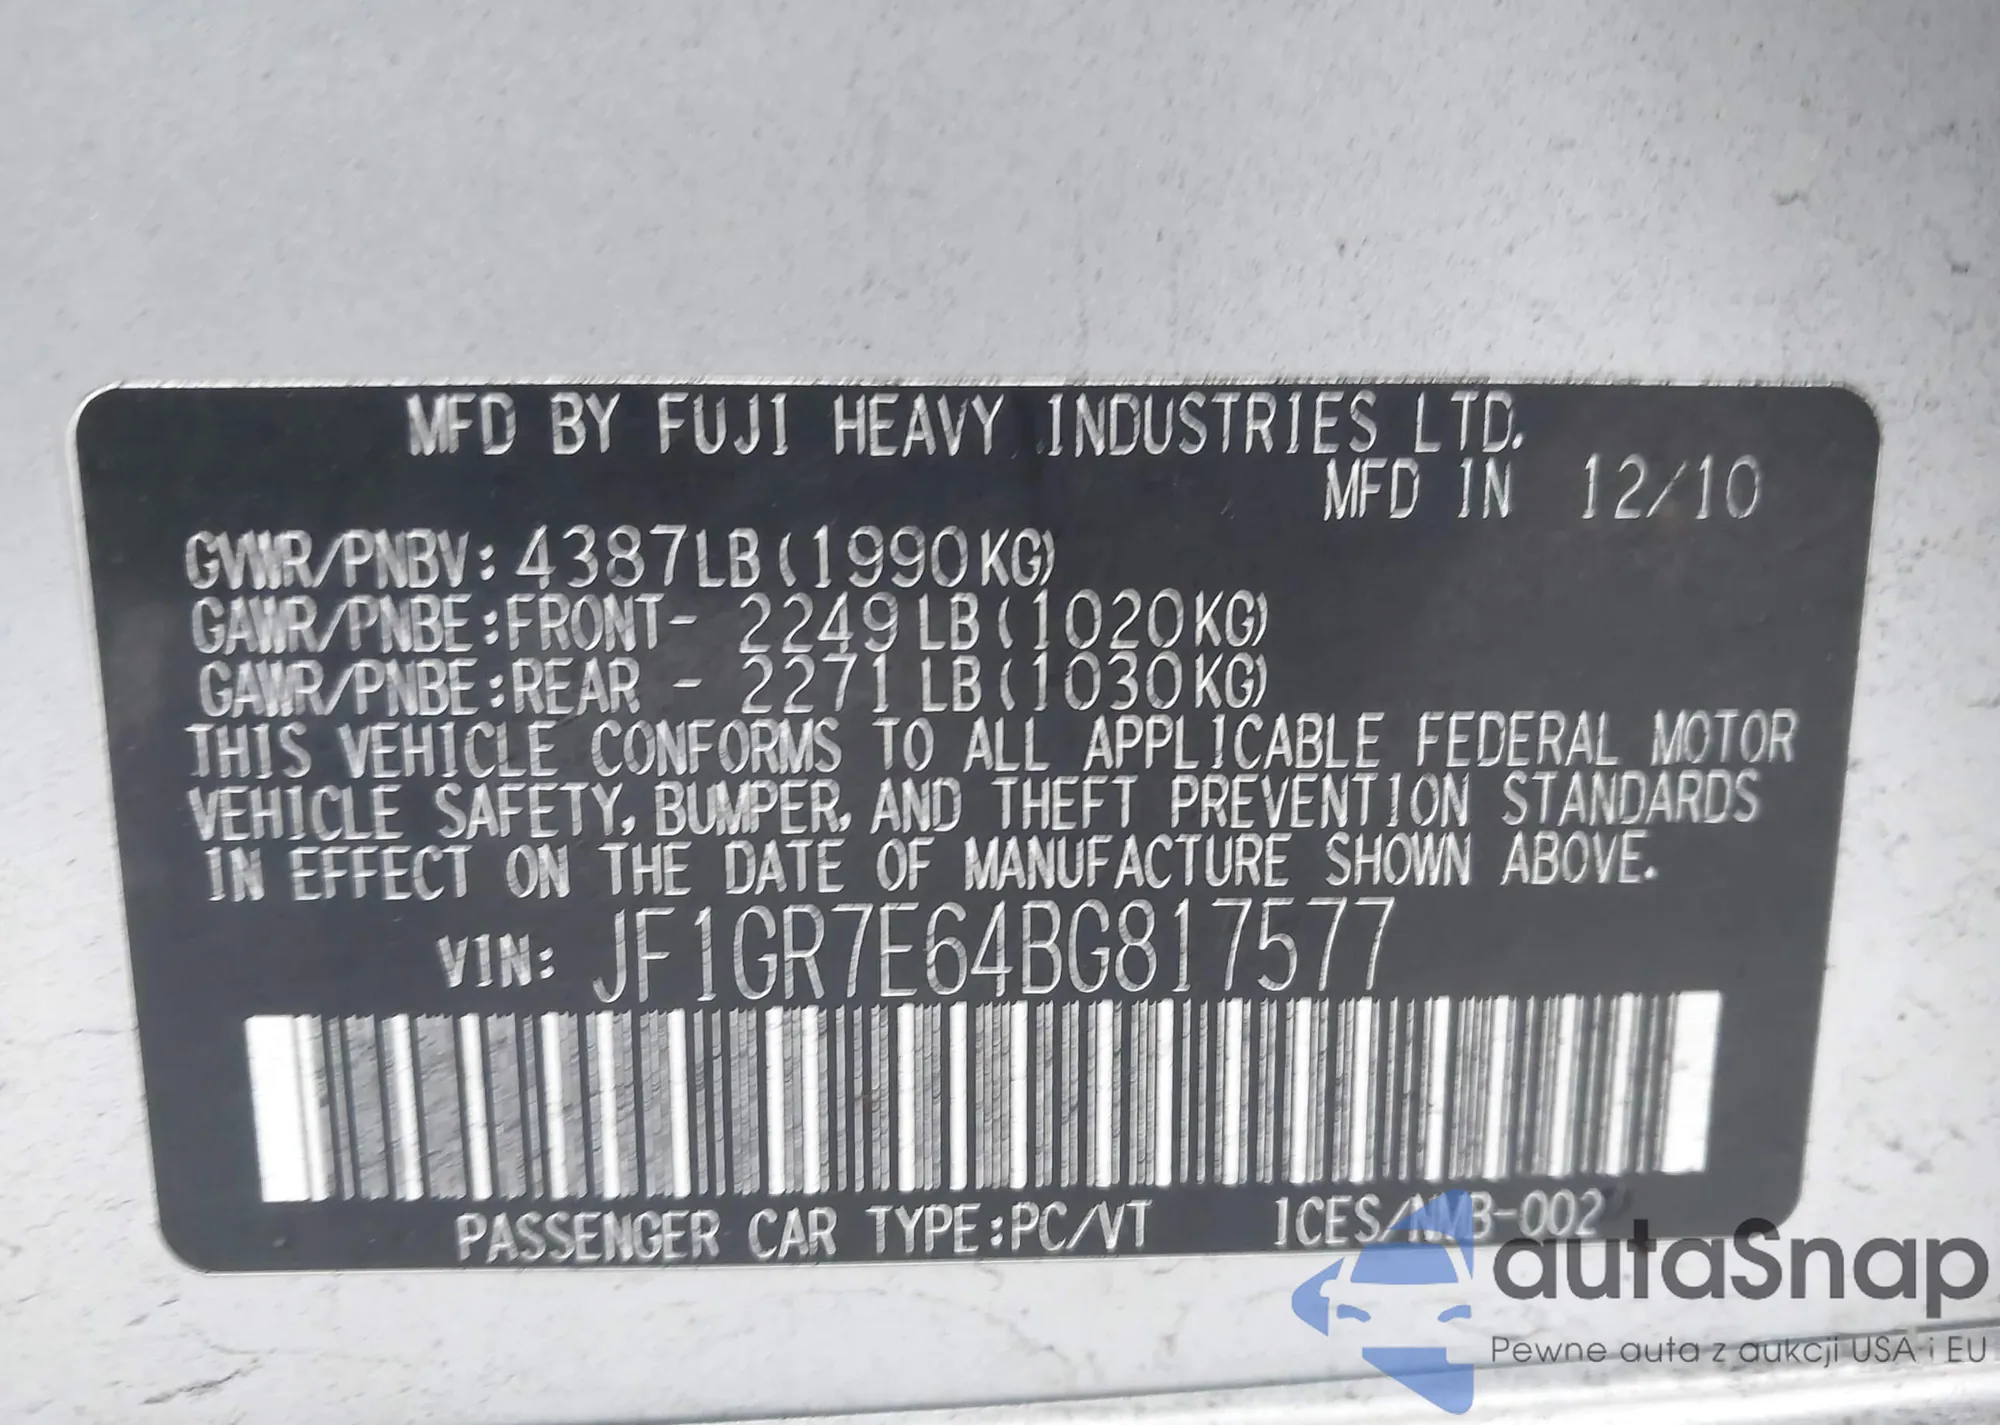 MFD BY FUJI HEAVY INDUSTRIES LTD.
MFD IN 12/10
GVWR/PNBV: 4387LB(1990KG)
GAWR/PNBE:FRONT- 2249LB(1020KG)
GAWR/PNBE:REAR - 2271LB(1030KG)
THIS VEHICLE CONFORMS TO ALL APPLICABLE FEDERAL MOTOR
VEHICLE SAFETY, BUMPER, AND THEFT PREVENTION STANDARDS
IN EFFECT ON THE DATE OF MANUFACTURE SHOWN ABOVE.
VIN: JF1GR7E64BG817577
PASSENGER CAR TYPE:PC/VT ICES/NMB-002
autaSnap
Pewne auta z aukcji USA i EU